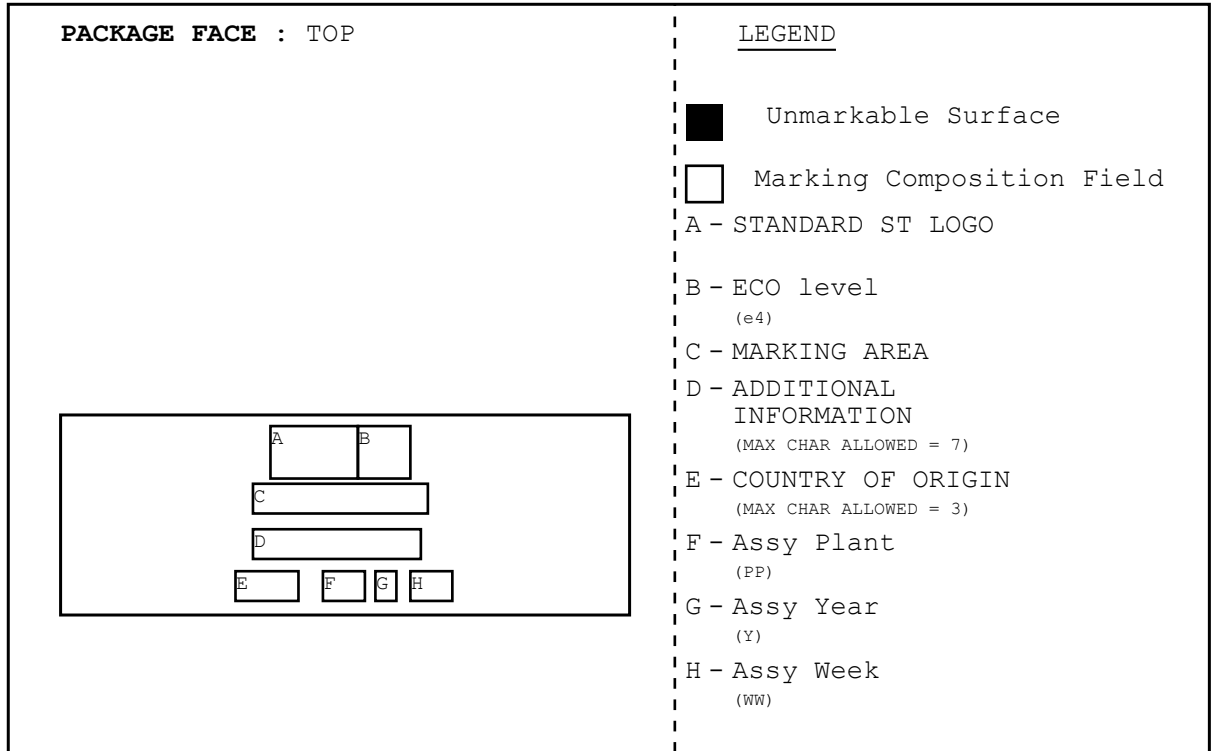 PACKAGE FACE : TOP
A
B
C
D
E
F
G
H
LEGEND
Unmarkable Surface
Marking Composition Field
A – STANDARD ST LOGO
B – ECO level
(e4)
C – MARKING AREA
D – ADDITIONAL
INFORMATION
(MAX CHAR ALLOWED = 7)
E – COUNTRY OF ORIGIN
(MAX CHAR ALLOWED = 3)
F – Assy Plant
(PP)
G – Assy Year
(Y)
H – Assy Week
(WW)